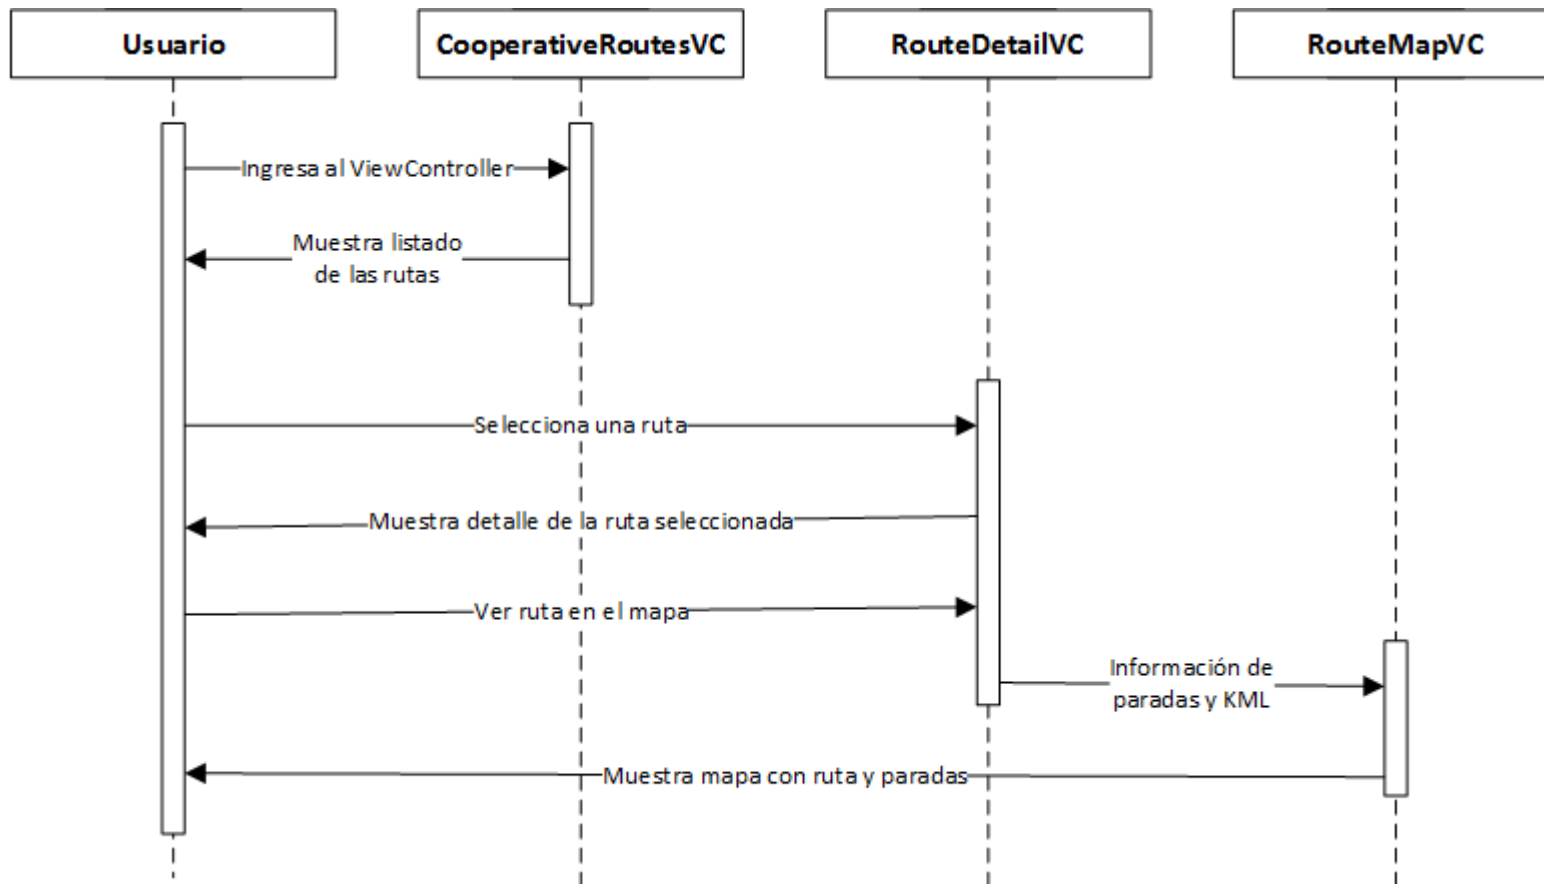 Usuario
CooperativeRoutesVC
RouteDetailVC
RouteMapVC
Ingresa al ViewController
Muestra listado
de las rutas
Selecciona una ruta
Muestra detalle de la ruta seleccionada
Ver ruta en el mapa
Información de
paradas y KML
Muestra mapa con ruta y paradas